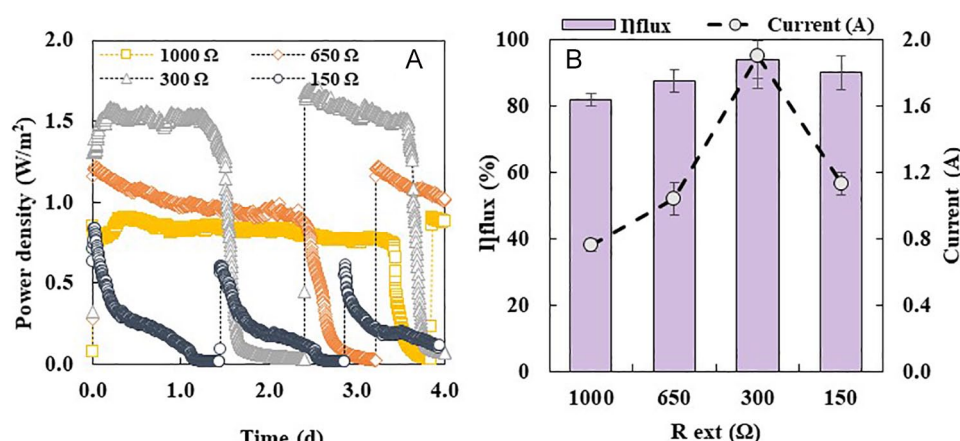 A
1000 Ω 650 Ω
300 Ω 150 Ω
Power density (W/m²)
2.0
1.5
1.0
0.5
0.0
0.0 1.0 2.0 3.0 4.0
Time (d)
B
Ƞflux Current (A)
Ƞflux (%)
100
80
60
40
20
0
Current (A)
2.0
1.6
1.2
0.8
0.4
0.0
1000 650 300 150
R ext (Ω)